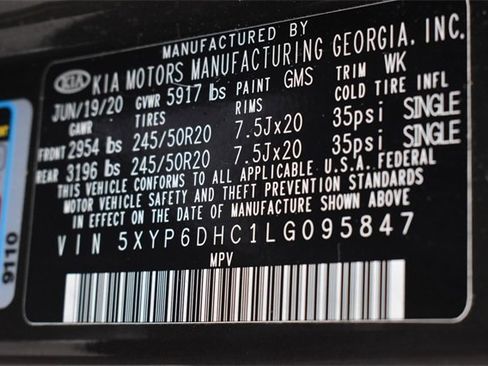 MANUFACTURED BY
KIA KIA MOTORS MANUFACTURING GEORGIA, INC.
JUN/19/20 GVWR 5917 lbs PAINT GMS TRIM WK
GAWR TIRES RIMS COLD TIRE INFL
FRONT 2954 lbs 245/50R20 7.5Jx20 35psi SINGLE
REAR 3196 lbs 245/50R20 7.5Jx20 35psi SINGLE
THIS VEHICLE CONFORMS TO ALL APPLICABLE U.S.A. FEDERAL
MOTOR VEHICLE SAFETY AND THEFT PREVENTION STANDARDS
IN EFFECT ON THE DATE OF MANUFACTURE SHOWN ABOVE
VIN 5XYP6DHC1LG095847
MPV
9110